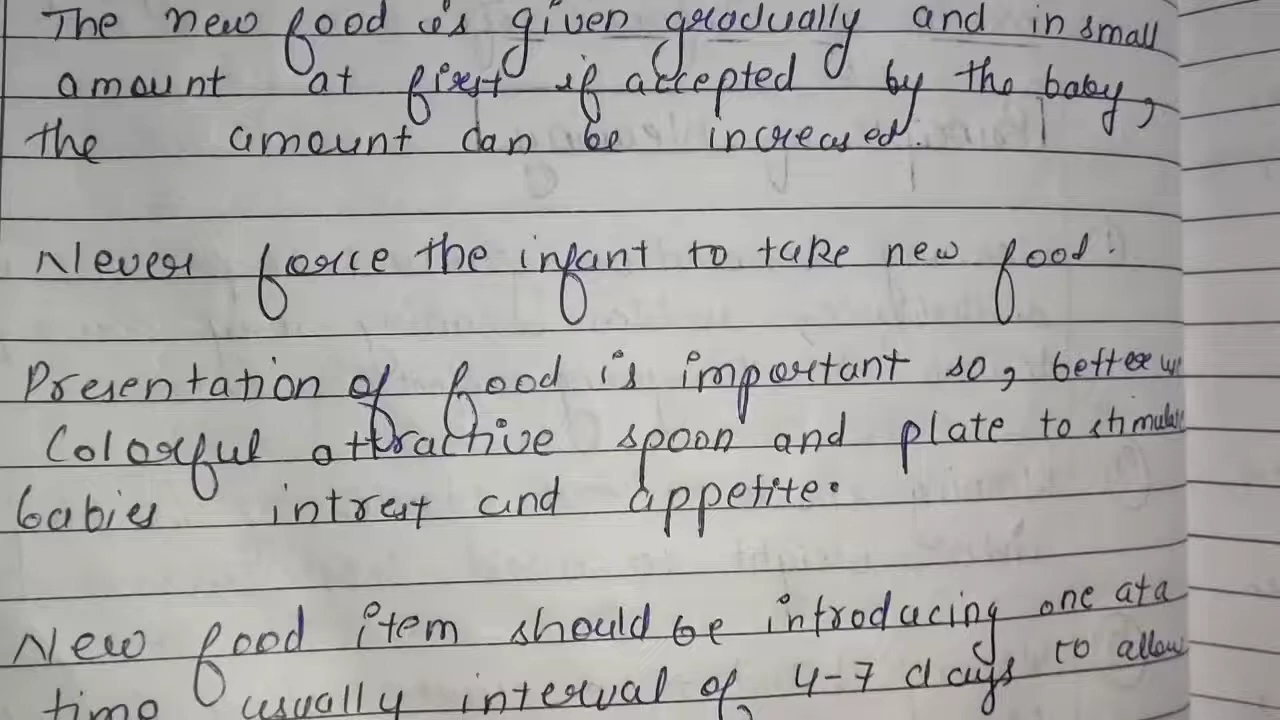 The new food is given gradually and in small
amount at first if accepted by the baby,
the amount can be increased.
Never force the infant to take new food.
Presentation of food is important so, better
Colorful attractive spoon and plate to stimulate
babies intrest and appetite.
New food item should be introducing one at a
time usually interval of 4-7 days to allow